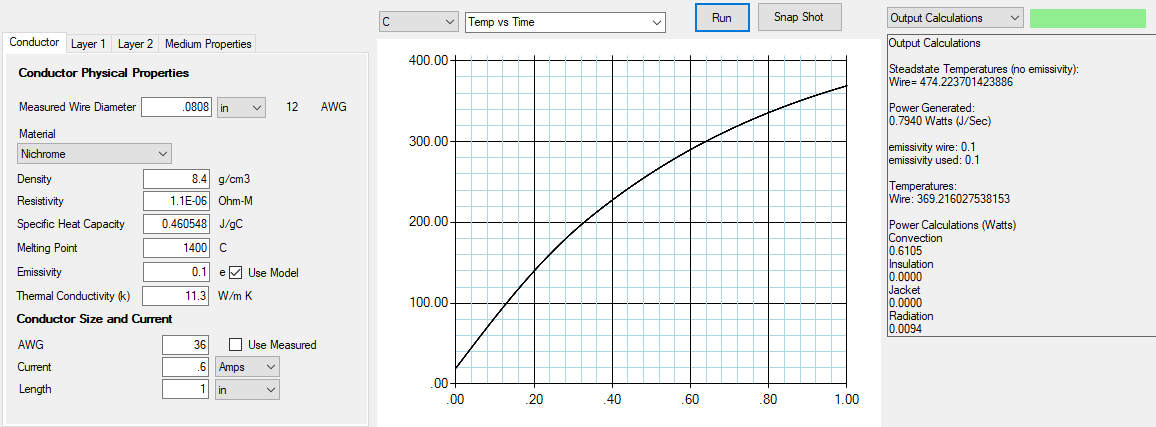 C Temp vs Time Run Snap Shot Output Calculations
Conductor Layer 1 Layer 2 Medium Properties
Conductor Physical Properties
Measured Wire Diameter .0808 in 12 AWG
Material
Nichrome
Density 8.4 g/cm3
Resistivity 1.1E-06 Ohm-M
Specific Heat Capacity 0.460548 J/gC
Melting Point 1400 C
Emissivity 0.1 e Use Model
Thermal Conductivity (k) 11.3 W/m K
Conductor Size and Current
AWG 36 Use Measured
Current .6 Amps
Length 1 in
400.00
300.00
200.00
100.00
.00
.00 .20 .40 .60 .80 1.00
Output Calculations
Steadstate Temperatures (no emissivity):
Wire= 474.223701423886
Power Generated:
0.7940 Watts (J/Sec)
emissivity wire: 0.1
emissivity used: 0.1
Temperatures:
Wire: 369.216027538153
Power Calculations (Watts)
Convection
0.6105
Insulation
0.0000
Jacket
0.0000
Radiation
0.0094